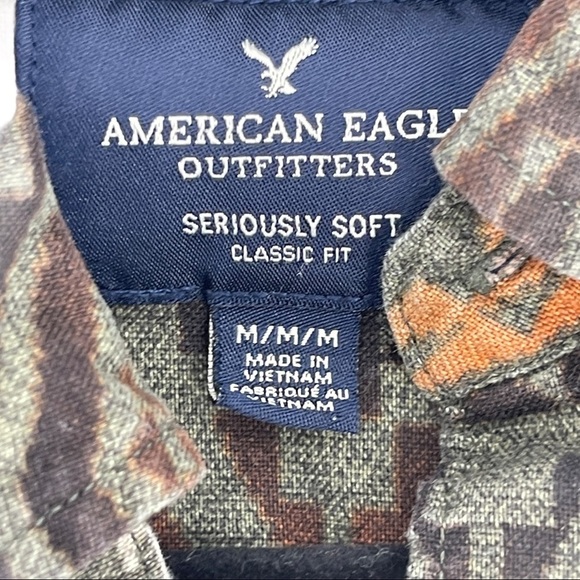 AMERICAN EAGLE
OUTFITTERS
SERIOUSLY SOFT
CLASSIC FIT
M/M/M
MADE IN
VIETNAM
FABRIQUÉ AU
VIETNAM